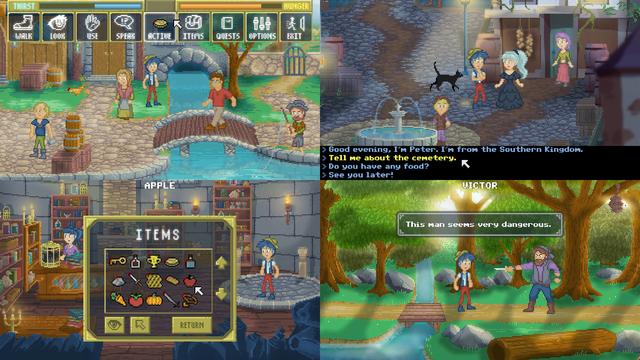 THIRST
HUNGER
WALK
LOOK
USE
SPEAK
ACTIVE
ITEMS
QUESTS
OPTIONS
EXIT
> Good evening, I'm Peter. I'm from the Southern Kingdom.
> Tell me about the cemetery.
> Do you have any food?
> See you later!
APPLE
ITEMS
RETURN
VICTOR
This man seems very dangerous.